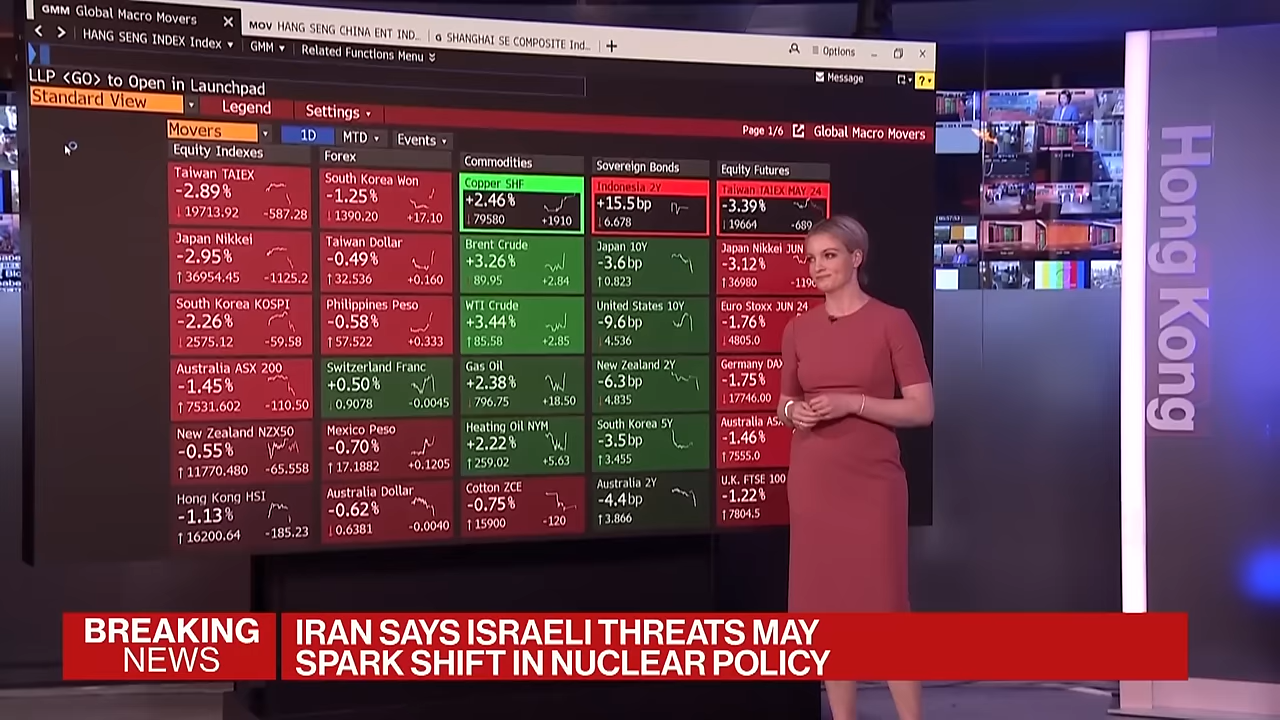 GMM Global Macro Movers
MOV HANG SENG CHINA ENT IND...
G SHANGHAI SE COMPOSITE Ind...
HANG SENG INDEX Index
GMM
Related Functions Menu
Options
LLP <GO> to Open in Launchpad
Message
?
Standard View
Legend
Settings
Page 1/6
Global Macro Movers
Movers
1D
MTD
Events
Equity Indexes
Taiwan TAIEX
-2.89%
↓19713.92 -587.28
Japan Nikkei
-2.95%
↑36954.45 -1125.2
South Korea KOSPI
-2.26%
↓2575.12 -59.58
Australia ASX 200
-1.45%
↑7531.602 -110.50
New Zealand NZX50
-0.55%
↑11770.480 -65.558
Hong Kong HSI
-1.13%
↑16200.64 -185.23
Forex
South Korea Won
-1.25%
↓1390.20 +17.10
Taiwan Dollar
-0.49%
↑32.536 +0.160
Philippines Peso
-0.58%
↑57.522 +0.333
Switzerland Franc
+0.50%
↓0.9078 -0.0045
Mexico Peso
-0.70%
↑17.1882 +0.1205
Australia Dollar
-0.62%
↓0.6381 -0.0040
Commodities
Copper SHF
+2.46%
↓79580 +1910
Brent Crude
+3.26%
↓89.95 +2.84
WTI Crude
+3.44%
↑85.58 +2.85
Gas Oil
+2.38%
↓796.75 +18.50
Heating Oil NYM
+2.22%
↑259.02 +5.63
Cotton ZCE
-0.75%
↑15900 -120
Sovereign Bonds
Indonesia 2Y
+15.5bp
↓6.678
Japan 10Y
-3.6bp
↑0.823
United States 10Y
-9.6bp
↓4.536
New Zealand 2Y
-6.3bp
↓4.835
South Korea 5Y
-3.5bp
↑3.455
Australia 2Y
-4.4bp
↑3.866
Equity Futures
Taiwan TAIEX MAY 24
-3.39%
↓19664 -689
Japan Nikkei JUN
-3.12%
↑36980 -1190
Euro Stoxx JUN 24
-1.76%
↓4805.0
Germany DAX
-1.75%
↓17746.00
Australia ASX
-1.46%
↑7555.0
U.K. FTSE 100
-1.22%
↑7804.5
Hong Kong
BREAKING
NEWS
IRAN SAYS ISRAELI THREATS MAY
SPARK SHIFT IN NUCLEAR POLICY